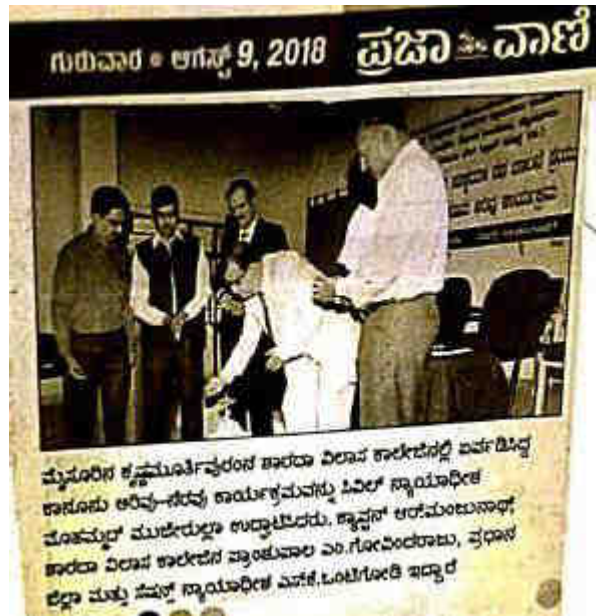 ಗುರುವಾರ ಆಗಸ್ಟ್ 9, 2018 ಪ್ರಜಾವಾಣಿ
ಮೈಸೂರಿನ ಕೃಷ್ಣಮೂರ್ತಿಪುರಂನ ಶಾರದಾ ವಿಲಾಸ ಕಾಲೇಜಿನಲ್ಲಿ ಏರ್ಪಡಿಸಿದ್ದ
ಕಾನೂನು ಅರಿವು–ನೆರವು ಕಾರ್ಯಕ್ರಮವನ್ನು ಸಿವಿಲ್ ನ್ಯಾಯಾಧೀಶ
ಮೊಹಮ್ಮದ್ ಮುಜೀರುಲ್ಲಾ ಉದ್ಘಾಟಿಸಿದರು. ಕ್ಯಾಪ್ಟನ್ ಆರ್.ಮಂಜುನಾಥ್,
ಶಾರದಾ ವಿಲಾಸ ಕಾಲೇಜಿನ ಪ್ರಾಂಶುಪಾಲ ಎಂ.ಗೋವಿಂದರಾಜು, ಪ್ರಧಾನ
ಜಿಲ್ಲಾ ಮತ್ತು ಸೆಷನ್ಸ್ ನ್ಯಾಯಾಧೀಶ ಎಸ್.ಕೆ.ಒಂಟಿಗೋಡಿ ಇದ್ದಾರೆ